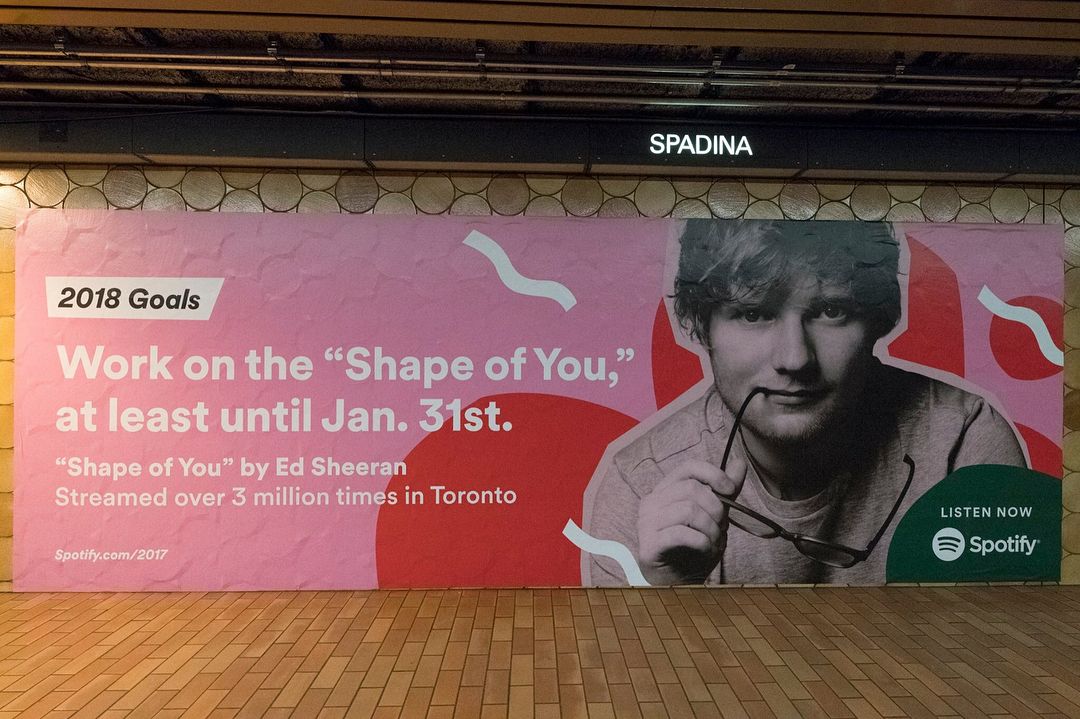 SPADINA
2018 Goals
Work on the “Shape of You,”
at least until Jan. 31st.
“Shape of You” by Ed Sheeran
Streamed over 3 million times in Toronto
Spotify.com/2017
LISTEN NOW
Spotify®